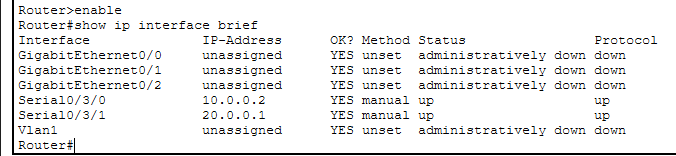 Router>enable
Router#show ip interface brief
Interface IP-Address OK? Method Status Protocol
GigabitEthernet0/0 unassigned YES unset administratively down down
GigabitEthernet0/1 unassigned YES unset administratively down down
GigabitEthernet0/2 unassigned YES unset administratively down down
Serial0/3/0 10.0.0.2 YES manual up up
Serial0/3/1 20.0.0.1 YES manual up up
Vlan1 unassigned YES unset administratively down down
Router#